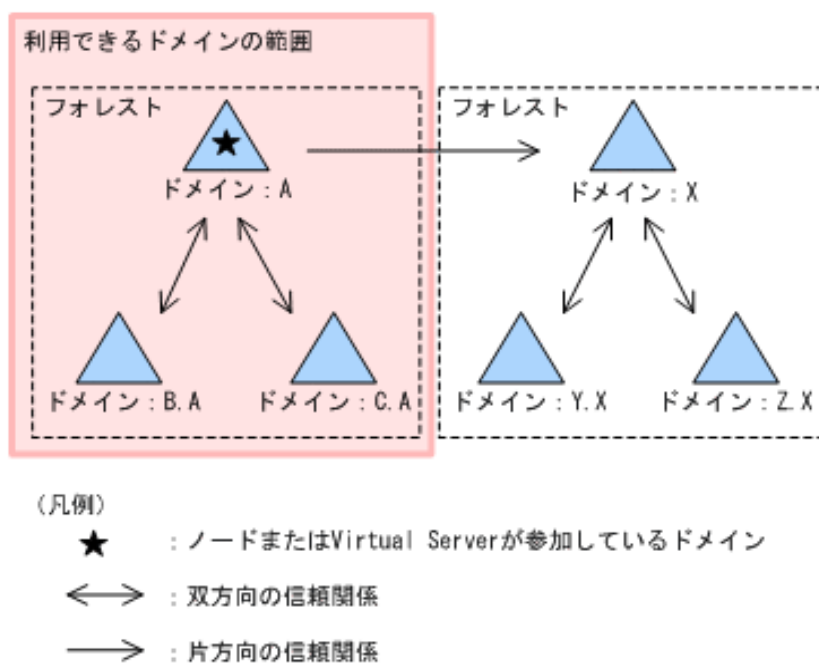 利用できるドメインの範囲
フォレスト
フォレスト
ドメイン：A
ドメイン：X
ドメイン：B.A
ドメイン：C.A
ドメイン：Y.X
ドメイン：Z.X
（凡例）
★ ：ノードまたはVirtual Serverが参加しているドメイン
：双方向の信頼関係
：片方向の信頼関係